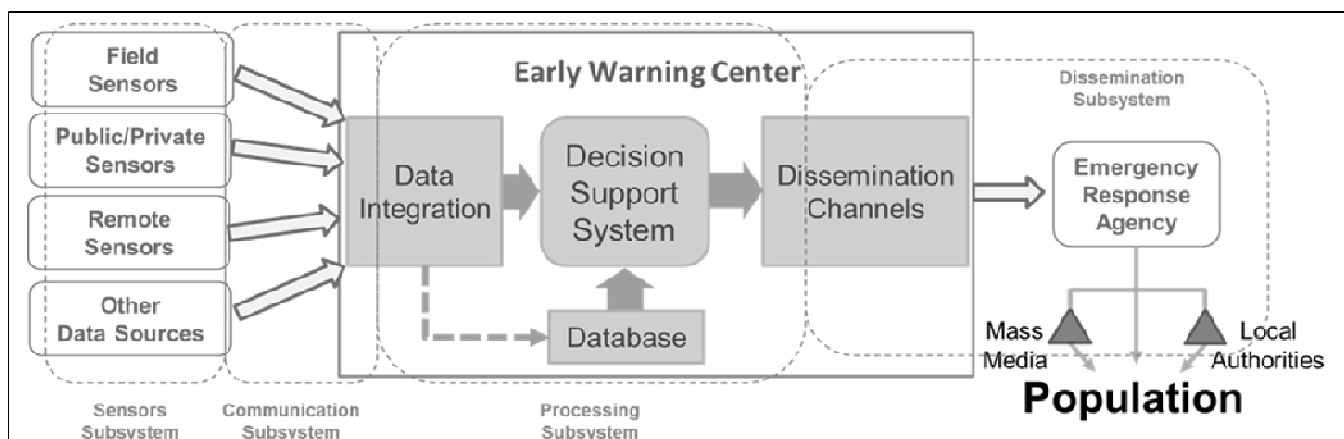 Field
Sensors
Public/Private
Sensors
Remote
Sensors
Other
Data Sources
Early Warning Center
Data
Integration
Decision
Support
System
Database
Dissemination
Channels
Dissemination
Subsystem
Emergency
Response
Agency
Mass
Media
Local
Authorities
Population
Sensors
Subsystem
Communication
Subsystem
Processing
Subsystem